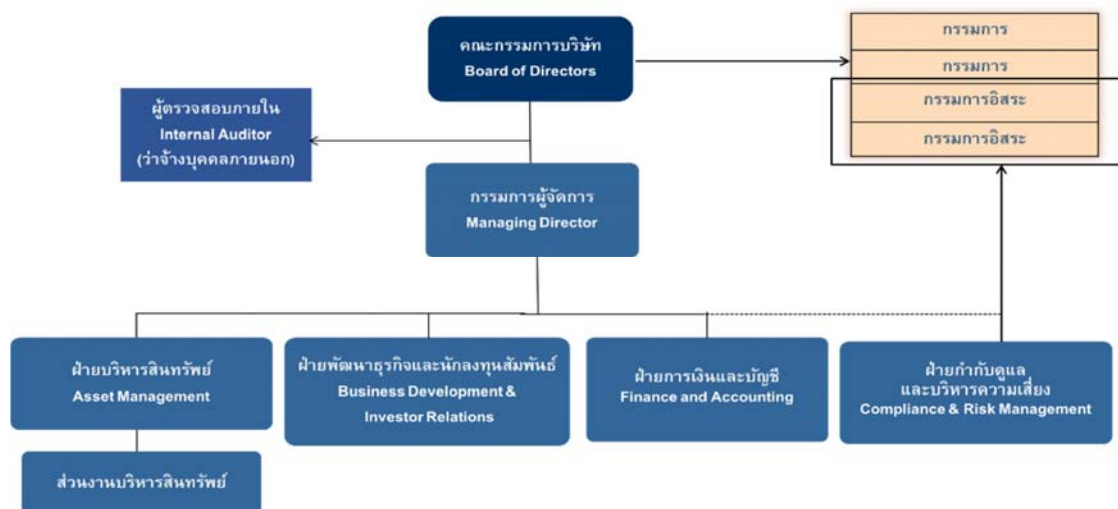 คณะกรรมการบริษัท
Board of Directors
กรรมการ
กรรมการ
กรรมการอิสระ
กรรมการอิสระ
ผู้ตรวจสอบภายใน
Internal Auditor
(ว่าจ้างบุคคลภายนอก)
กรรมการผู้จัดการ
Managing Director
ฝ่ายบริหารสินทรัพย์
Asset Management
ฝ่ายพัฒนาธุรกิจและนักลงทุนสัมพันธ์
Business Development &
Investor Relations
ฝ่ายการเงินและบัญชี
Finance and Accounting
ฝ่ายกำกับดูแล
และบริหารความเสี่ยง
Compliance & Risk Management
ส่วนงานบริหารสินทรัพย์